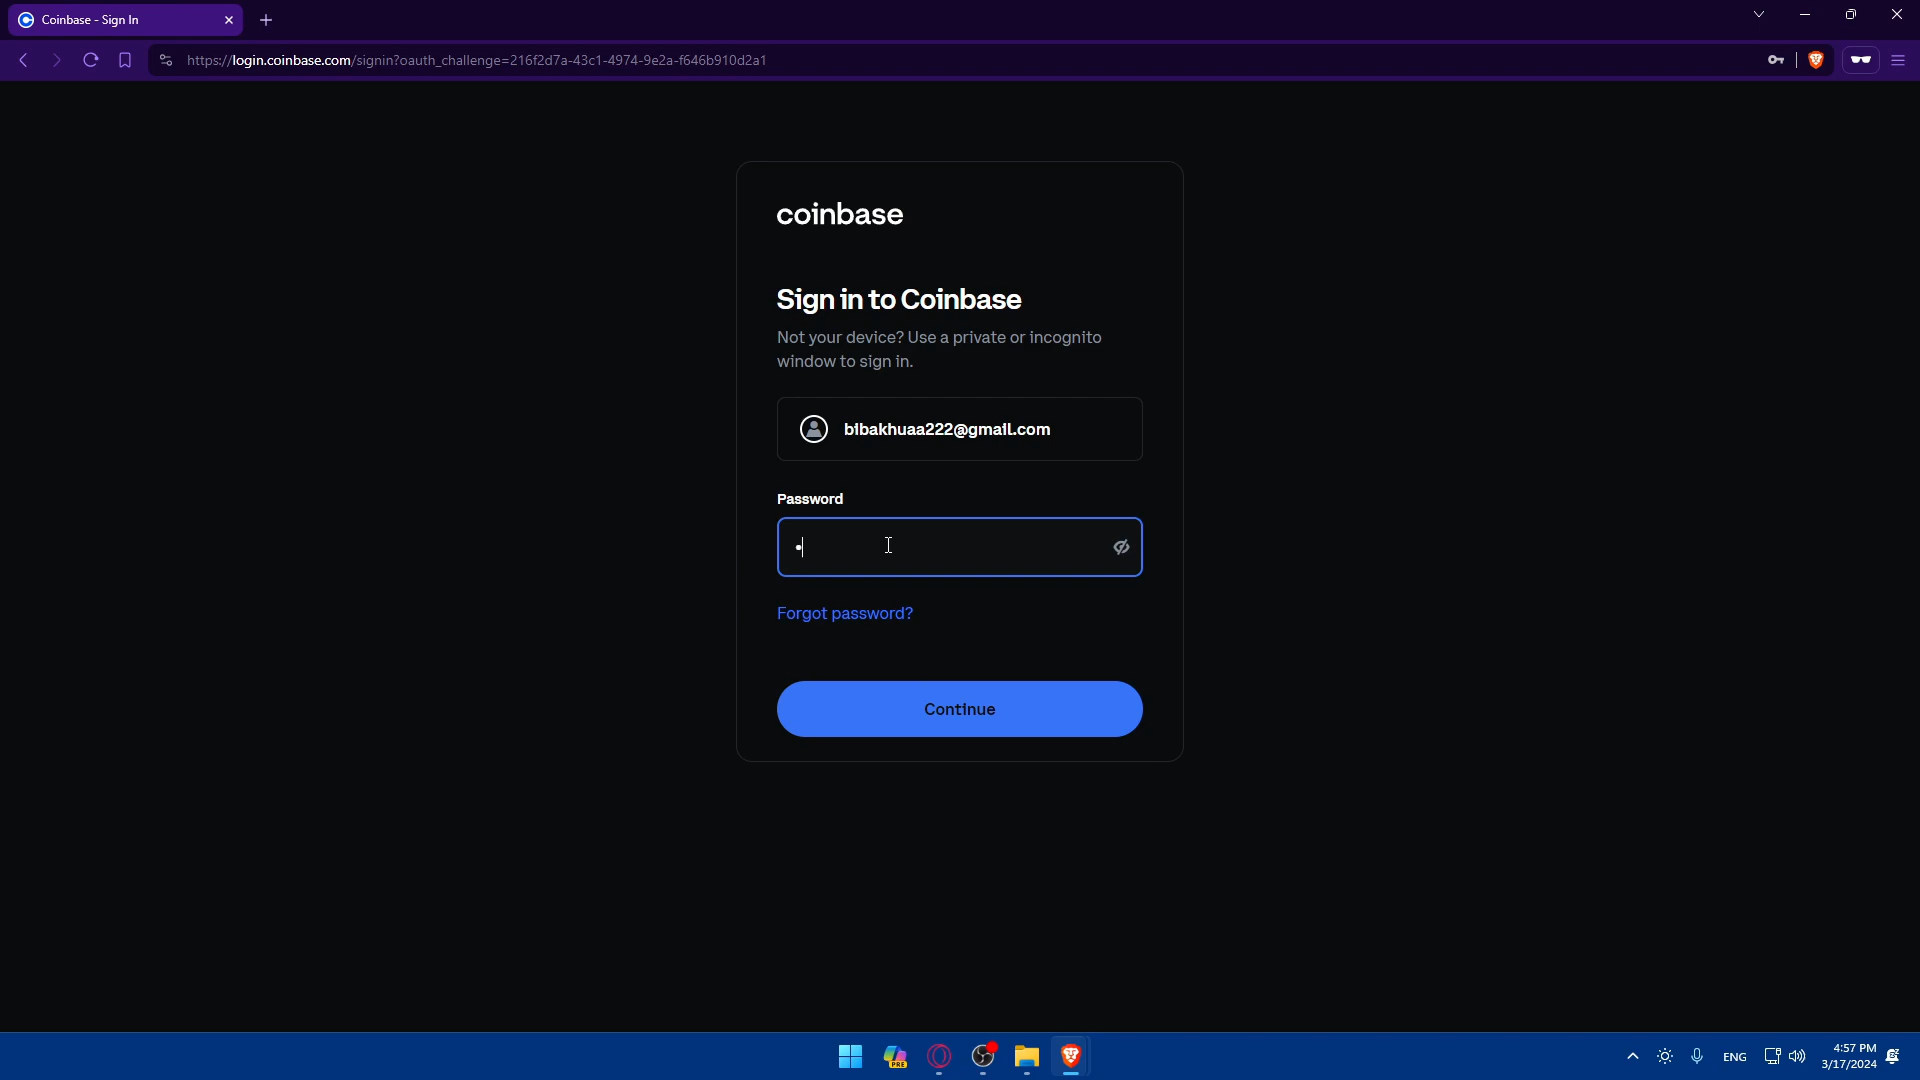 Coinbase - Sign In
https://login.coinbase.com/signin?oauth_challenge=216f2d7a-43c1-4974-9e2a-f646b910d2a1
coinbase
Sign in to Coinbase
Not your device? Use a private or incognito
window to sign in.
bibakhuaa222@gmail.com
Password
Forgot password?
Continue
PRE
ENG
4:57 PM
3/17/2024